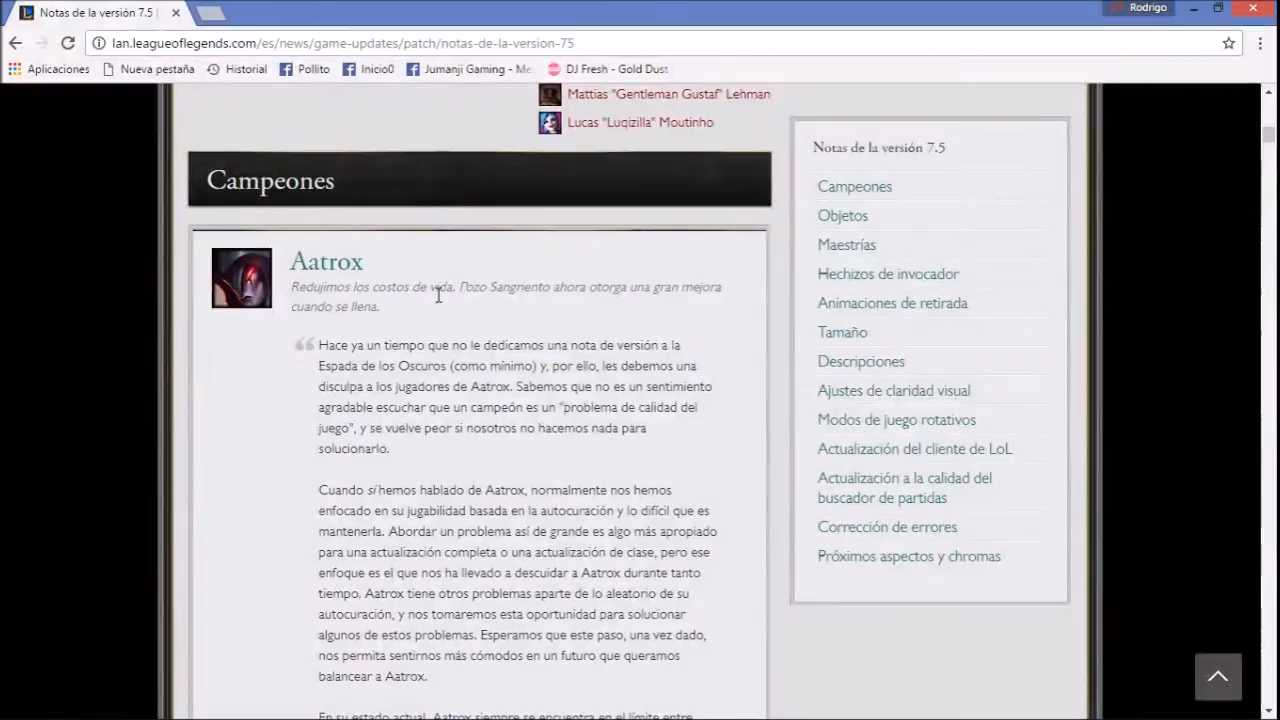 Notas de la versión 7.5
Rodrigo
lan.leagueoflegends.com/es/news/game-updates/patch/notas-de-la-version-75
Aplicaciones Nueva pestaña Historial Pollito Inicio0 Jumanji Gaming - Me DJ Fresh - Gold Dust
Mattias "Gentleman Gustaf" Lehman
Lucas "Luqizilla" Moutinho
Campeones
Aatrox
Redujimos los costos de vida. Pozo Sangriento ahora otorga una gran mejora
cuando se llena.
Hace ya un tiempo que no le dedicamos una nota de versión a la
Espada de los Oscuros (como mínimo) y, por ello, les debemos una
disculpa a los jugadores de Aatrox. Sabemos que no es un sentimiento
agradable escuchar que un campeón es un "problema de calidad del
juego", y se vuelve peor si nosotros no hacemos nada para
solucionarlo.
Cuando sí hemos hablado de Aatrox, normalmente nos hemos
enfocado en su jugabilidad basada en la autocuración y lo difícil que es
mantenerla. Abordar un problema así de grande es algo más apropiado
para una actualización completa o una actualización de clase, pero ese
enfoque es el que nos ha llevado a descuidar a Aatrox durante tanto
tiempo. Aatrox tiene otros problemas aparte de lo aleatorio de su
autocuración, y nos tomaremos esta oportunidad para solucionar
algunos de estos problemas. Esperamos que este paso, una vez dado,
nos permita sentirnos más cómodos en un futuro que queramos
balancear a Aatrox.
En su estado actual, Aatrox siempre se encuentra en el límite entre
Notas de la versión 7.5
Campeones
Objetos
Maestrías
Hechizos de invocador
Animaciones de retirada
Tamaño
Descripciones
Ajustes de claridad visual
Modos de juego rotativos
Actualización del cliente de LoL
Actualización a la calidad del
buscador de partidas
Corrección de errores
Próximos aspectos y chromas